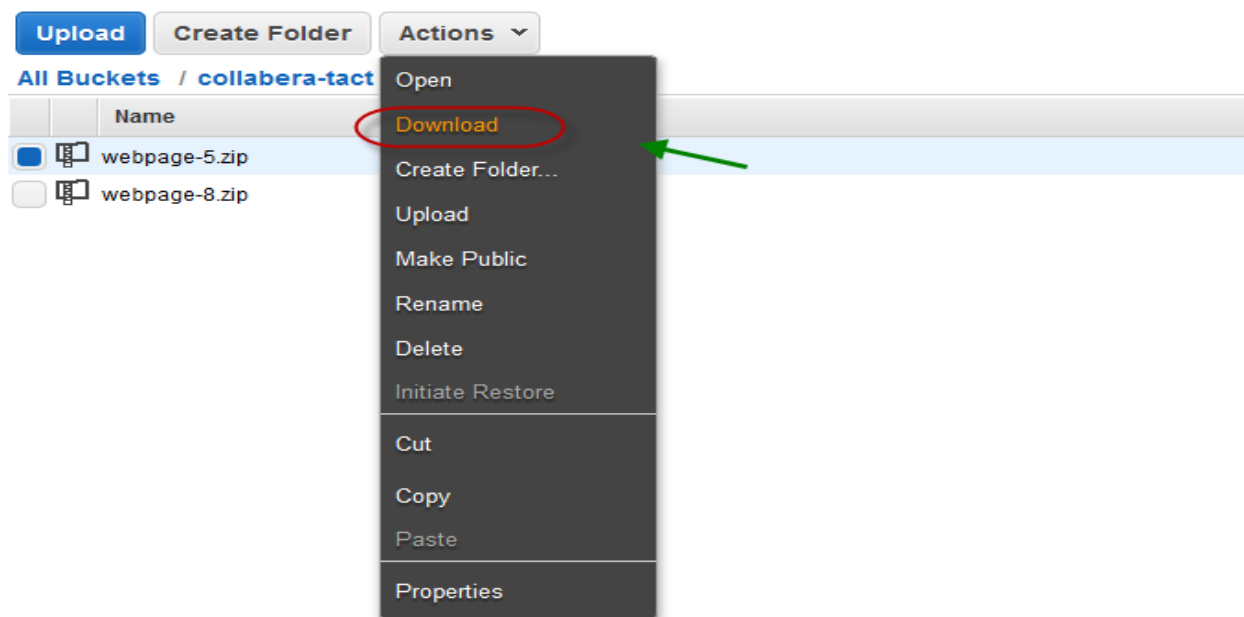 Upload Create Folder Actions
All Buckets / collabera-tact
Name
webpage-5.zip
webpage-8.zip
Open
Download
Create Folder...
Upload
Make Public
Rename
Delete
Initiate Restore
Cut
Copy
Paste
Properties